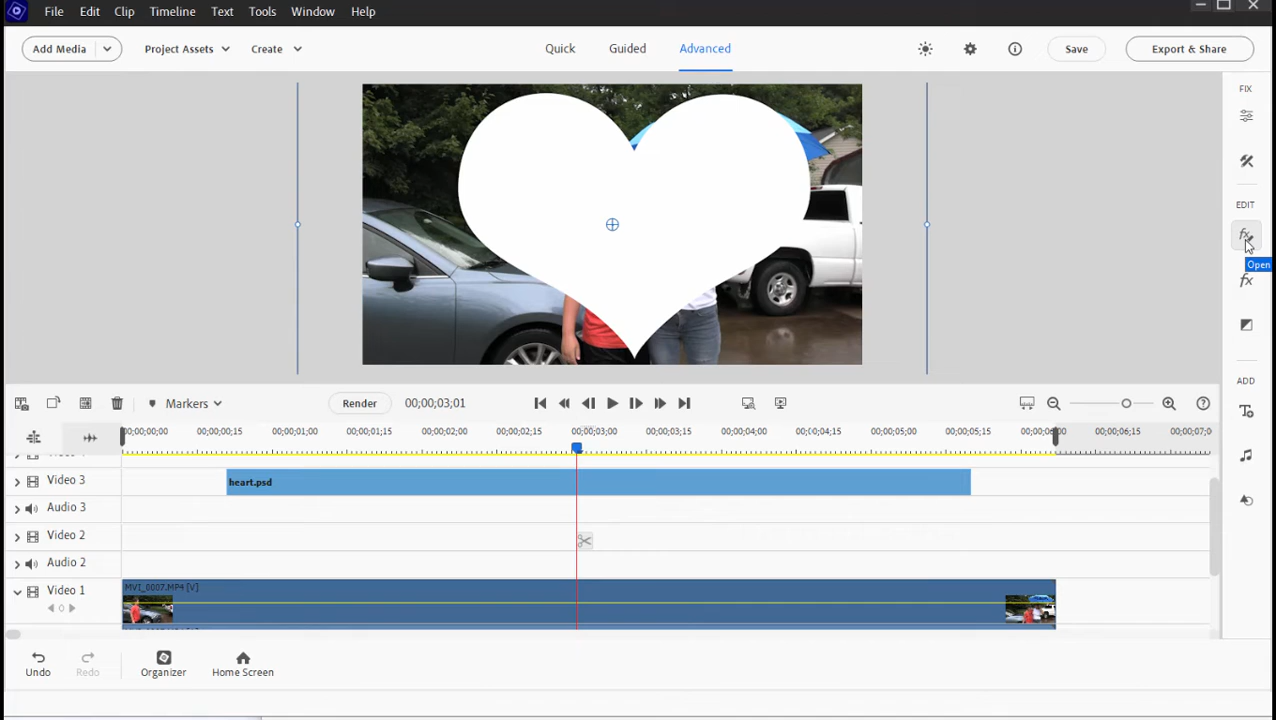 File Edit Clip Timeline Text Tools Window Help
Add Media Project Assets Create Quick Guided Advanced Save Export & Share
FIX
EDIT
Open
ADD
Markers Render 00;00;03;01
00;00;00;00 00;00;00;15 00;00;01;00 00;00;01;15 00;00;02;00 00;00;02;15 00;00;03;00 00;00;03;15 00;00;04;00 00;00;04;15 00;00;05;00 00;00;05;15 00;00;06;15 00;00;07;0
Video 3 heart.psd
Audio 3
Video 2
Audio 2
MVI_0007.MP4 [V]
Video 1
Undo Redo Organizer Home Screen